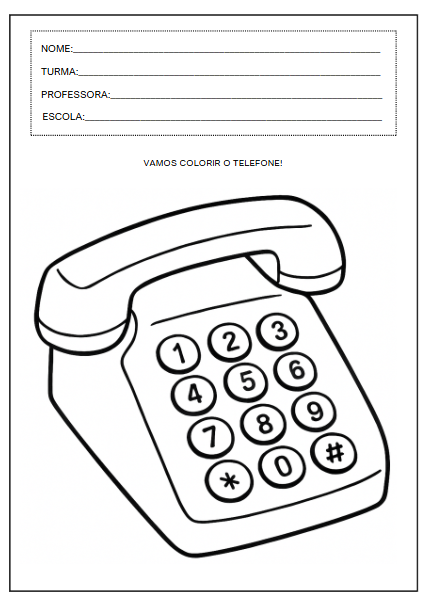 NOME:
TURMA:
PROFESSORA:
ESCOLA:
VAMOS COLORIR O TELEFONE!
1 2 3
4 5 6
7 8 9
* 0 #